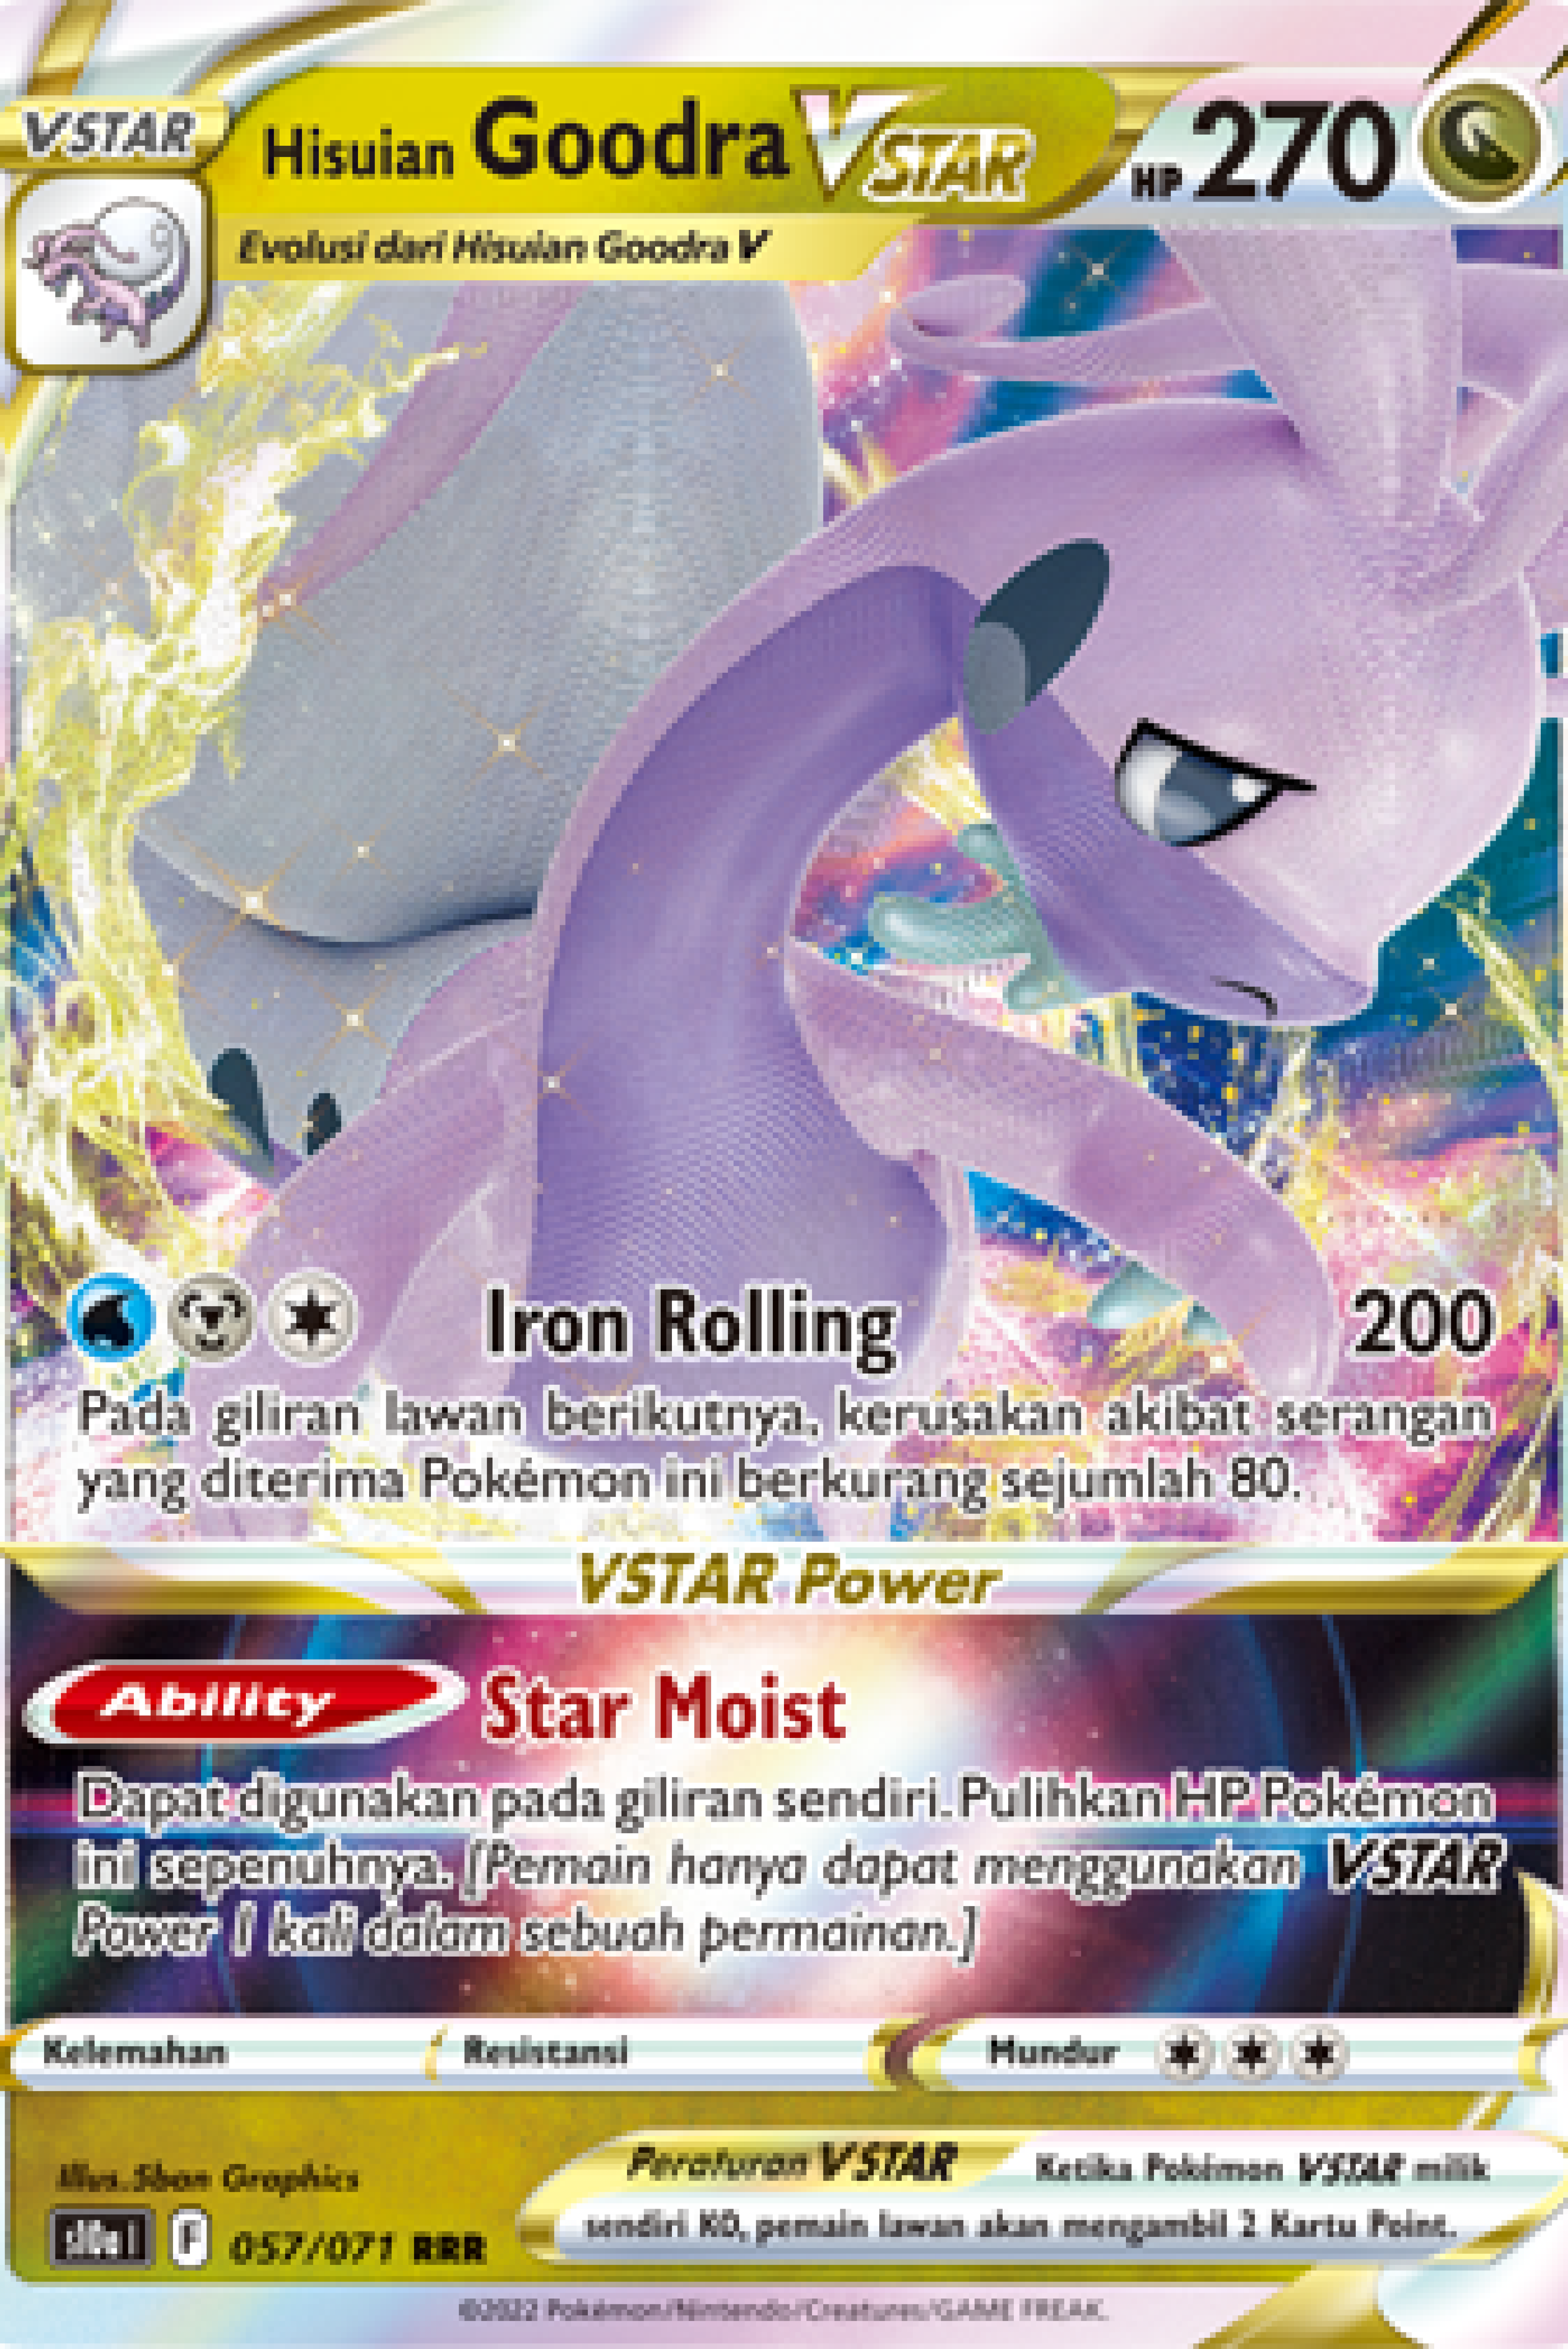 VSTAR
Hisuian Goodra VSTAR HP 270
Evolusi dari Hisuian Goodra V
Iron Rolling 200
Pada giliran lawan berikutnya, kerusakan akibat serangan
yang diterima Pokémon ini berkurang sejumlah 80.
VSTAR Power
Ability Star Moist
Dapat digunakan pada giliran sendiri. Pulihkan HP Pokémon
ini sepenuhnya. [Pemain hanya dapat menggunakan VSTAR
Power 1 kali dalam sebuah permainan.]
Kelemahan Resistansi Mundur
Illus. 5ban Graphics
Peraturan VSTAR Ketika Pokémon VSTAR milik
sendiri KO, pemain lawan akan mengambil 2 Kartu Point.
F 057/071 RRR
©2022 Pokémon/Nintendo/Creatures/GAME FREAK.